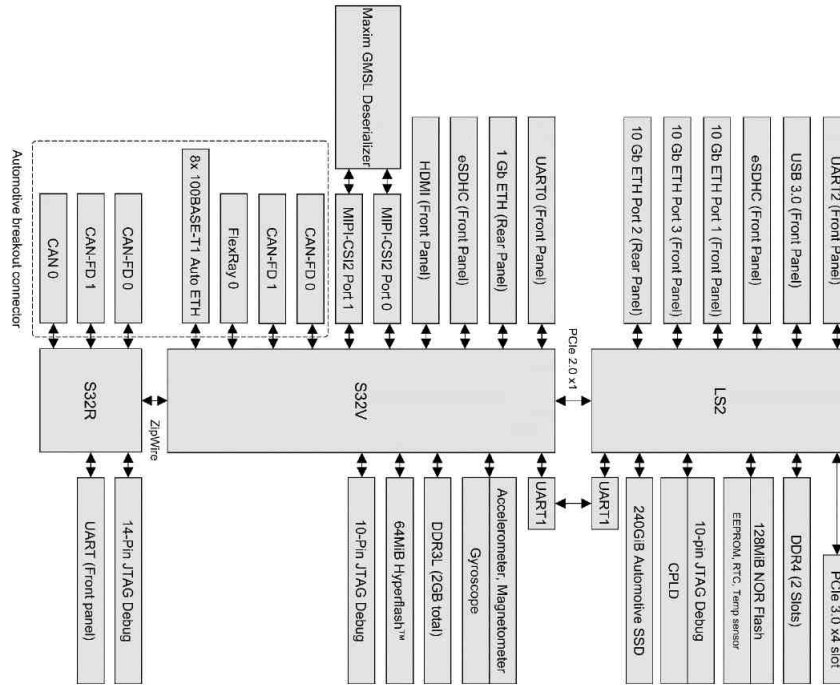 UART2 (Front Panel)
USB 3.0 (Front Panel)
eSDHC (Front Panel)
10 Gb ETH Port 1 (Front Panel)
10 Gb ETH Port 3 (Front Panel)
10 Gb ETH Port 2 (Rear Panel)
LS2
PCIe 3.0 x4 slot
DDR4 (2 Slots)
128MiB NOR Flash
EEPROM, RTC, Temp sensor
10-pin JTAG Debug
CPLD
240GiB Automotive SSD
UART1
PCIe 2.0 x1
UART1
UART0 (Front Panel)
1 Gb ETH (Rear Panel)
eSDHC (Front Panel)
HDMI (Front Panel)
Maxim GMSL Deserializer
MIPI-CSI2 Port 0
MIPI-CSI2 Port 1
CAN-FD 0
CAN-FD 1
FlexRay 0
8x 100BASE-T1 Auto ETH
S32V
Accelerometer, Magnetometer
Gyroscope
DDR3L (2GB total)
64MiB Hyperflash™
10-Pin JTAG Debug
ZipWire
CAN-FD 0
CAN-FD 1
CAN 0
Automotive breakout connector
S32R
14-Pin JTAG Debug
UART (Front panel)